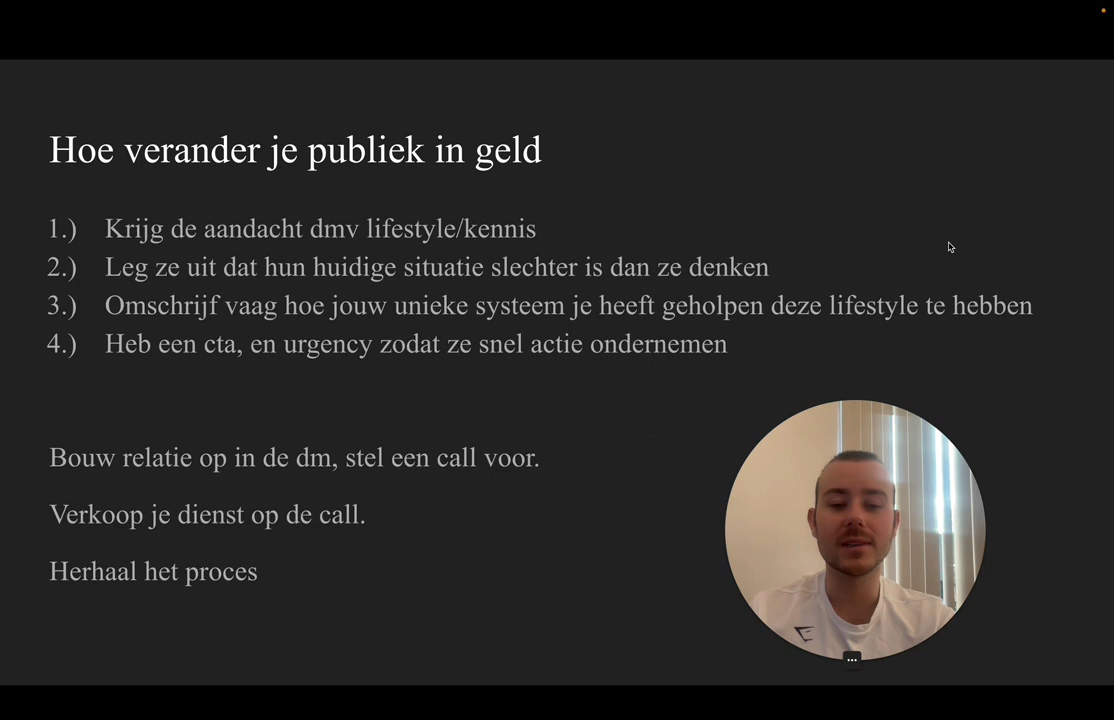 Hoe verander je publiek in geld
1.) Krijg de aandacht dmv lifestyle/kennis
2.) Leg ze uit dat hun huidige situatie slechter is dan ze denken
3.) Omschrijf vaag hoe jouw unieke systeem je heeft geholpen deze lifestyle te hebben
4.) Heb een cta, en urgency zodat ze snel actie ondernemen
Bouw relatie op in de dm, stel een call voor.
Verkoop je dienst op de call.
Herhaal het proces